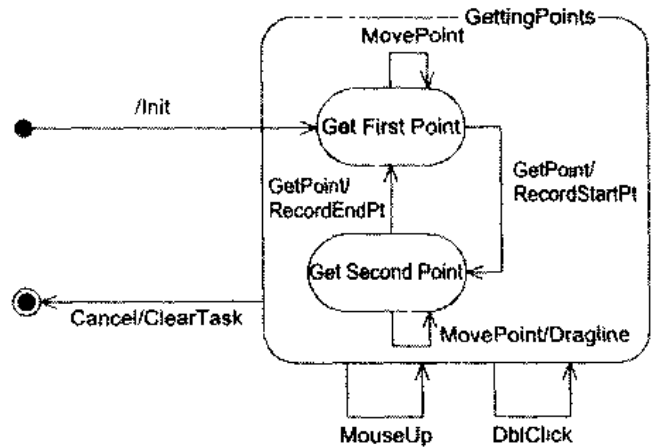 GettingPoints
MovePoint
/Init
Get First Point
GetPoint/
RecordStartPt
GetPoint/
RecordEndPt
Get Second Point
Cancel/ClearTask
MovePoint/Dragline
MouseUp
DblClick